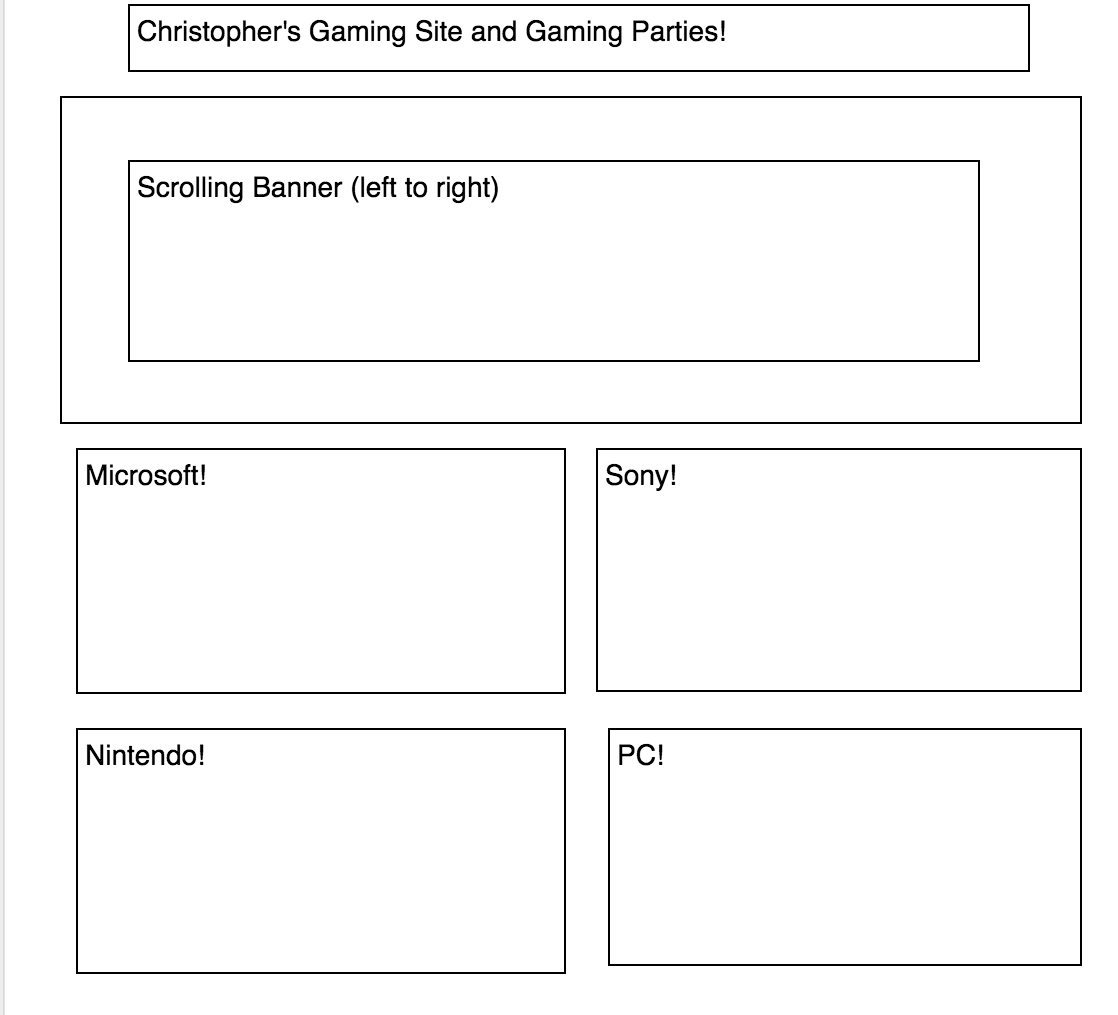 Christopher's Gaming Site and Gaming Parties!
Scrolling Banner (left to right)
Microsoft!
Sony!
Nintendo!
PC!